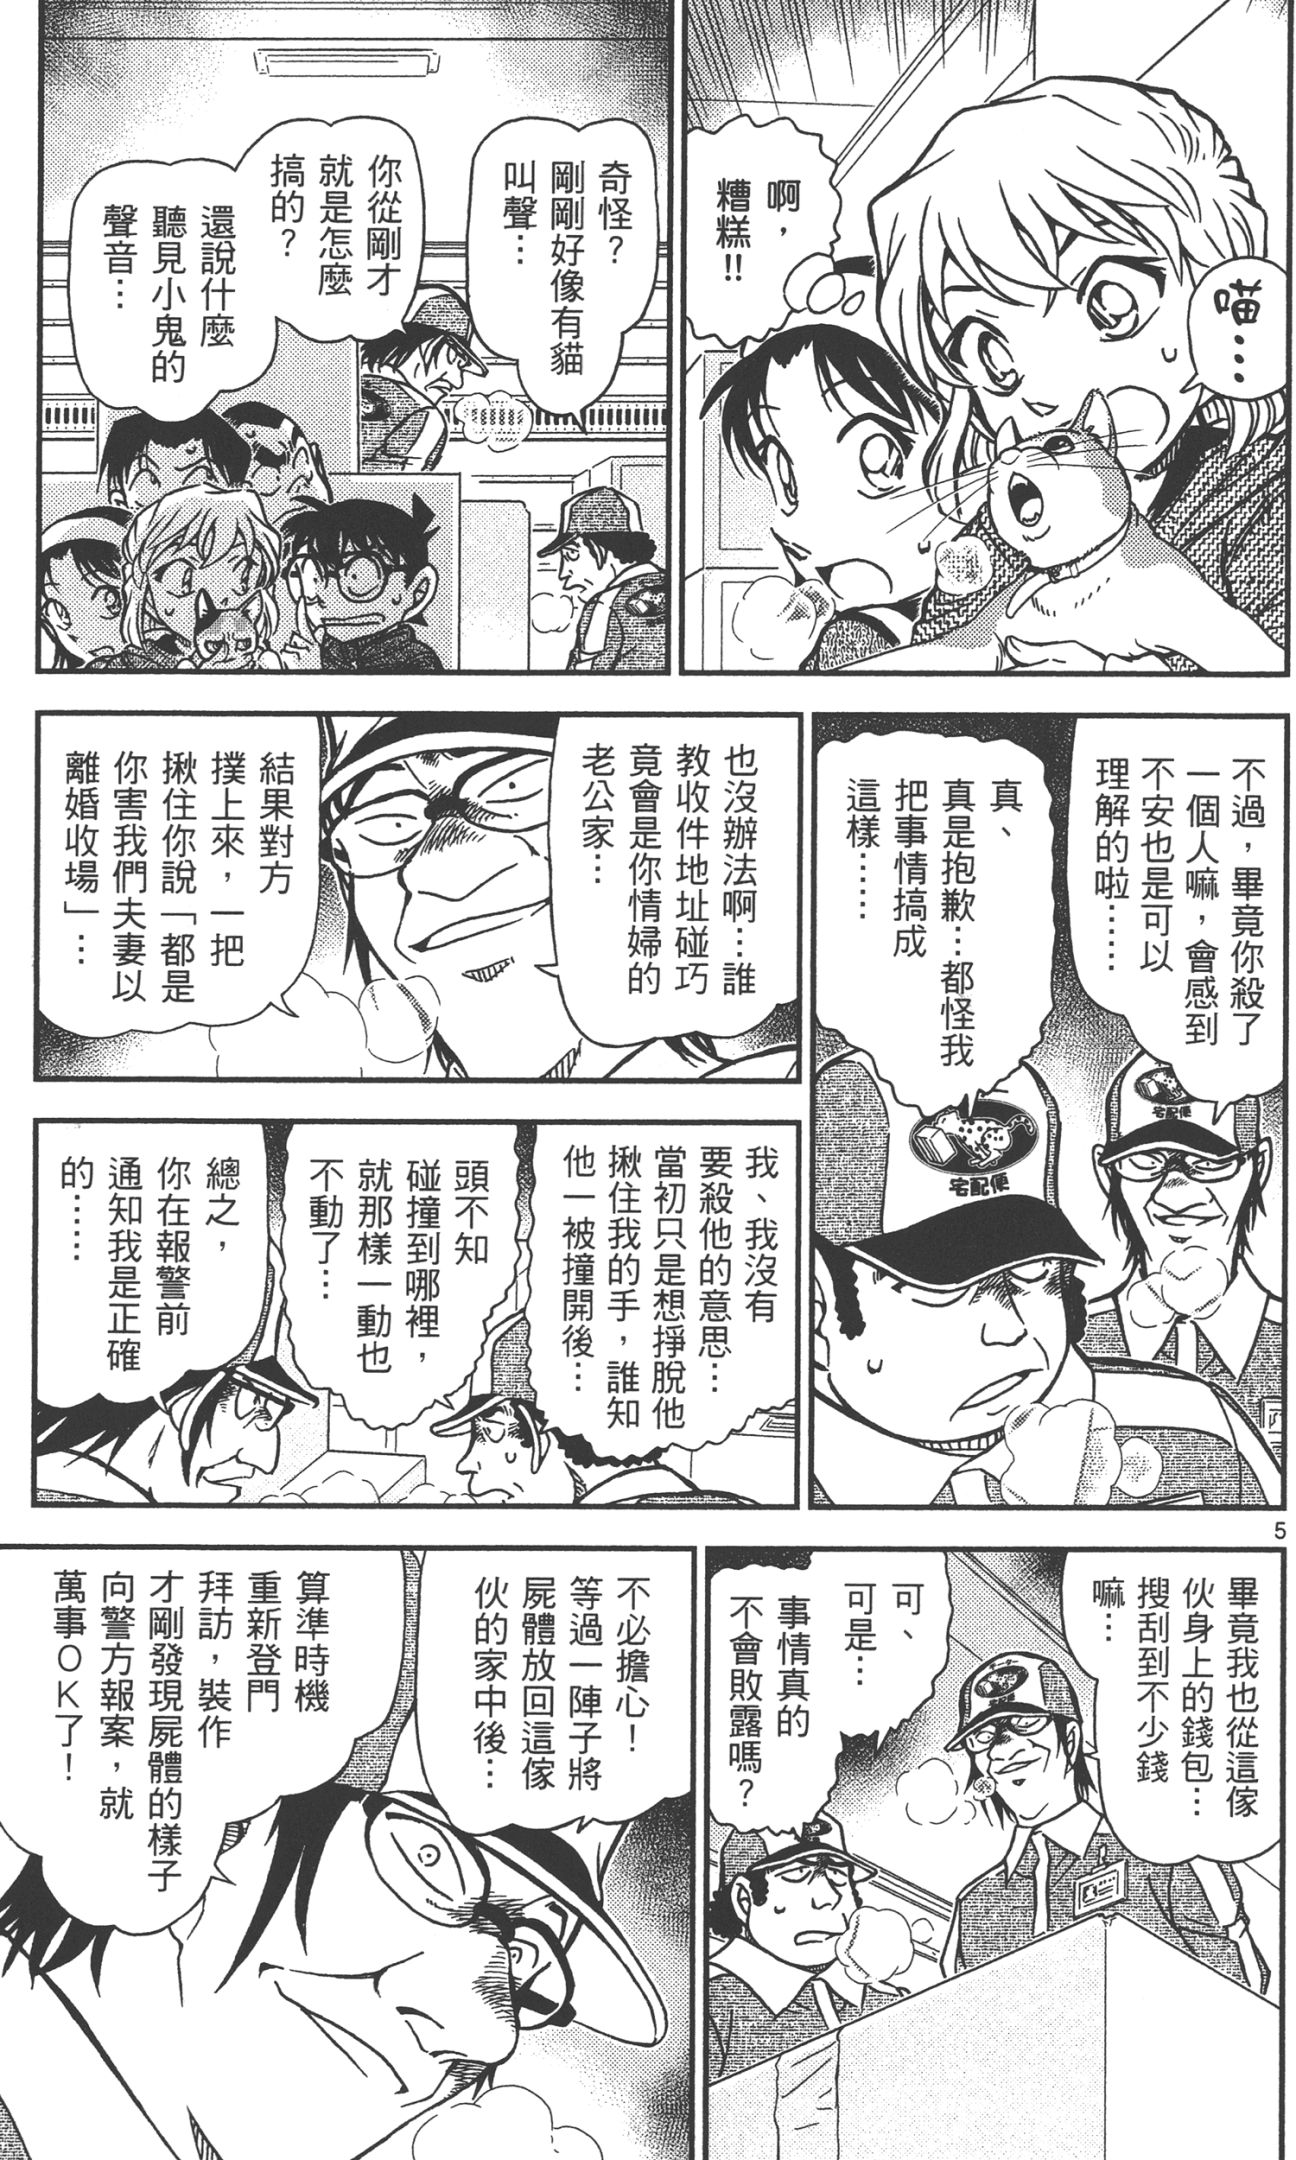 喵…
啊，
糟糕!!
奇怪？
剛剛好像有貓
叫聲…
你從剛才
就是怎麼
搞的？
還說什麼
聽見小鬼的
聲音…
不過，畢竟你殺了
一個人嘛，會感到
不安也是可以
理解的啦……
真、
真是抱歉…都怪我
把事情搞成
這樣……
宅配便
宅配便
也沒辦法啊…誰
教收件地址碰巧
竟會是你情婦的
老公家…
結果對方
撲上來，一把
揪住你說「都是
你害我們夫妻以
離婚收場」…
我、我沒有
要殺他的意思…
當初只是想掙脫他
揪住我的手，誰知
他一被撞開後…
頭不知
碰撞到哪裡，
就那樣一動也
不動了…
總之，
你在報警前
通知我是正確
的……
5
畢竟我也從這傢
伙身上的錢包…
搜刮到不少錢
嘛…
可、
可是…
事情真的
不會敗露嗎？
不必擔心！
等過一陣子將
屍體放回這傢
伙的家中後…
算準時機
重新登門
拜訪，裝作
才剛發現屍體的樣子
向警方報案，就
萬事OK了！